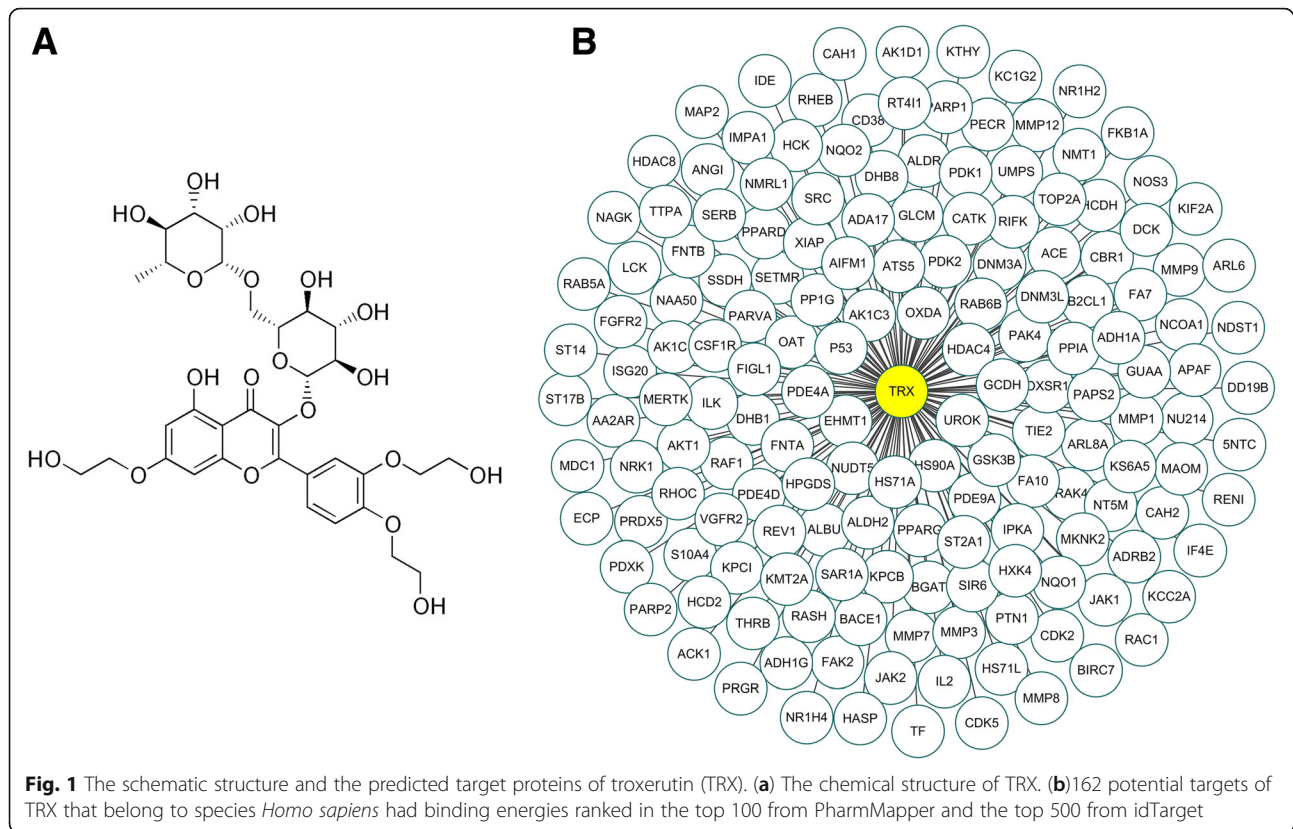 A
B
OH
HO
OH
O
O
OH
O
OH
O
OH
OH
O
O
HO
O
O
O
OH
O
OH
CAH1
AK1D1
KTHY
IDE
RHEB
RT4I1
PARP1
KC1G2
NR1H2
MAP2
IMPA1
HCK
NQO2
CD38
PECR
MMP12
FKB1A
HDAC8
ANGI
NMRL1
SRC
DHB8
ALDR
PDK1
UMPS
NMT1
NOS3
NAGK
TTPA
SERB
PPARD
XIAP
ADA17
GLCM
CATK
RIFK
TOP2A
HCDH
DCK
KIF2A
RAB5A
LCK
FNTB
SSDH
SETMR
AIFM1
ATS5
PDK2
DNM3A
ACE
CBR1
MMP9
ARL6
FGFR2
NAA50
PARVA
PP1G
AK1C3
OXDA
RAB6B
DNM3L
B2CL1
FA7
NCOA1
NDST1
ST14
ISG20
AK1C
CSF1R
OAT
P53
HDAC4
PAK4
PPIA
ADH1A
GUAA
APAF
DD19B
ST17B
AA2AR
MERTK
FIGL1
ILK
DHB1
PDE4A
TRX
GCDH
OXSR1
PAPS2
MMP1
NU214
5NTC
MDC1
NRK1
AKT1
RAF1
FNTA
EHMT1
UROK
TIE2
ARL8A
KS6A5
MAOM
RENI
ECP
PRDX5
RHOC
PDE4D
HPGDS
NUDT5
HS90A
HS71A
GSK3B
PDE9A
FA10
RAK4
NT5M
CAH2
IF4E
PDXK
S10A4
VGFR2
REV1
ALBU
ALDH2
PPARG
ST2A1
IPKA
MKNK2
ADRB2
PARP2
HCD2
KPCI
KMT2A
SAR1A
KPCB
BGAT
SIR6
HXK4
NQO1
JAK1
KCC2A
ACK1
THRB
RASH
BACE1
MMP7
MMP3
PTN1
CDK2
RAC1
PRGR
ADH1G
FAK2
JAK2
IL2
HS71L
BIRC7
NR1H4
HASP
TF
CDK5
MMP8
Fig. 1 The schematic structure and the predicted target proteins of troxerutin (TRX). (a) The chemical structure of TRX. (b)162 potential targets of
TRX that belong to species Homo sapiens had binding energies ranked in the top 100 from PharmMapper and the top 500 from idTarget